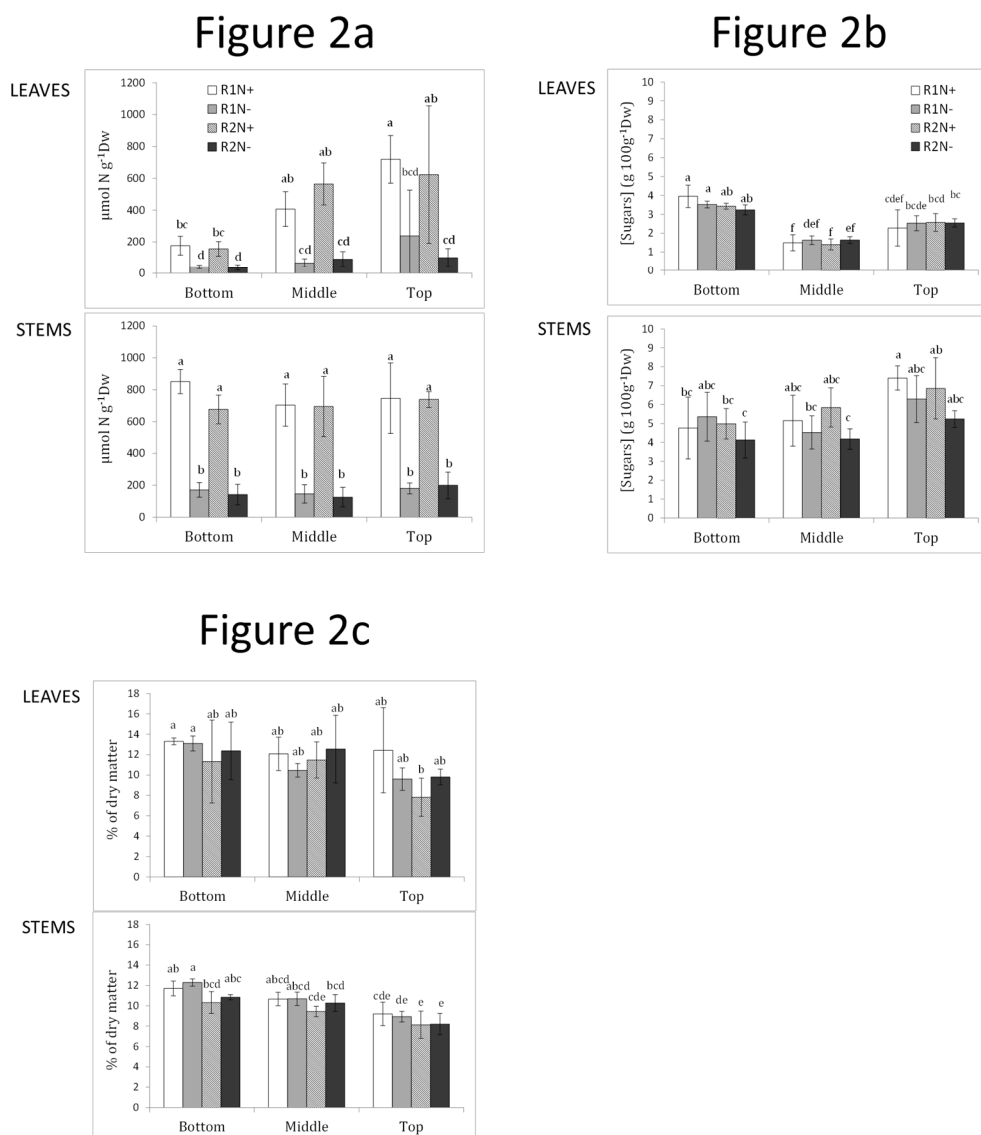 Figure 2a
LEAVES
μmol N g⁻¹Dw
1200
1000
800
600
400
200
0
R1N+
R1N-
R2N+
R2N-
bc
d
bc
d
ab
cd
ab
cd
a
bcd
ab
cd
Bottom Middle Top
STEMS
μmol N g⁻¹Dw
1200
1000
800
600
400
200
0
a
b
a
b
a
b
a
b
a
b
a
b
Bottom Middle Top
Figure 2b
LEAVES
[Sugars] (g 100g⁻¹Dw)
10
9
8
7
6
5
4
3
2
1
0
R1N+
R1N-
R2N+
R2N-
a
a
ab
ab
f
def
f
ef
cdef
bcde
bcd
bc
Bottom Middle Top
STEMS
[Sugars] (g 100g⁻¹Dw)
10
9
8
7
6
5
4
3
2
1
0
bc
abc
bc
c
abc
bc
abc
c
a
abc
ab
abc
Bottom Middle Top
Figure 2c
LEAVES
% of dry matter
18
16
14
12
10
8
6
4
2
0
a
a
ab
ab
ab
ab
ab
ab
ab
ab
b
ab
Bottom Middle Top
STEMS
% of dry matter
18
16
14
12
10
8
6
4
2
0
ab
a
bcd
abc
abcd
abcd
cde
bcd
cde
de
e
e
Bottom Middle Top